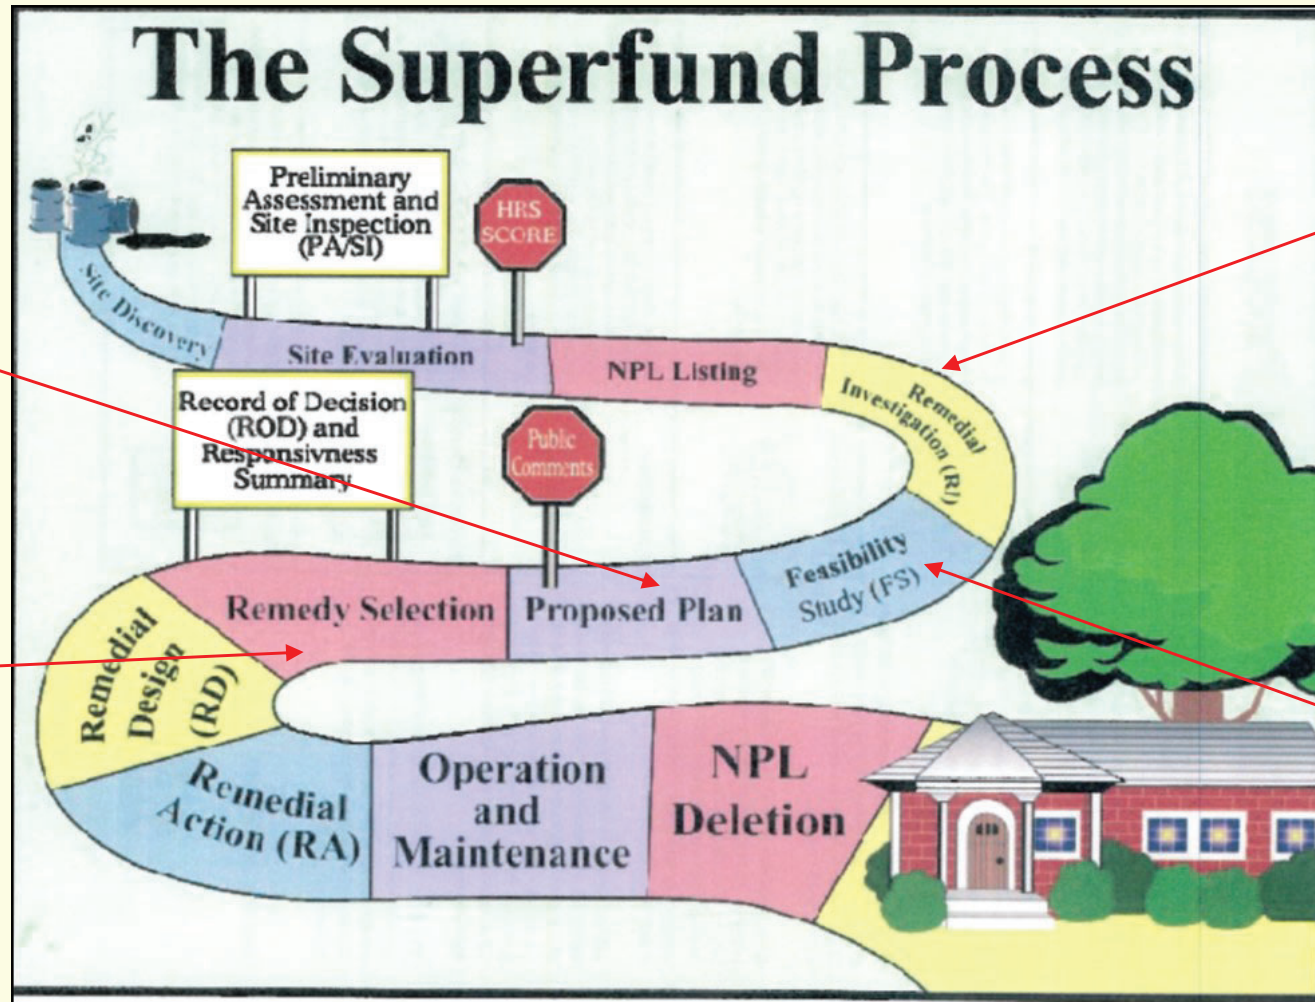 The Superfund Process
Preliminary
Assessment and
Site Inspection
(PA/SI)
HRS
SCORE
Site Discovery
Site Evaluation
NPL Listing
Remedial
Investigation (RI)
Record of Decision
(ROD) and
Responsivness
Summary
Public
Comments
Feasibility
Study (FS)
Proposed Plan
Remedy Selection
Remedial
Design
(RD)
Remedial
Action (RA)
Operation
and
Maintenance
NPL
Deletion